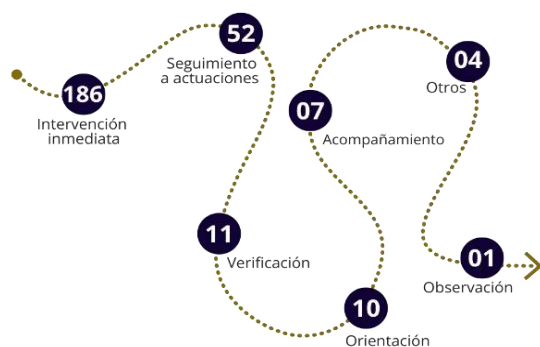 186
Intervención
inmediata
52
Seguimiento
a actuaciones
11
Verificación
10
Orientación
07
Acompañamiento
04
Otros
01
Observación